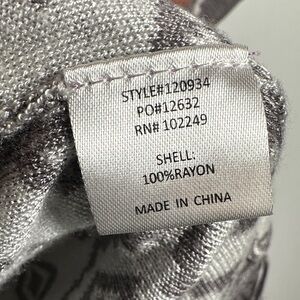 STYLE#120934
PO#12632
RN# 102249
SHELL:
100%RAYON
MADE IN CHINA